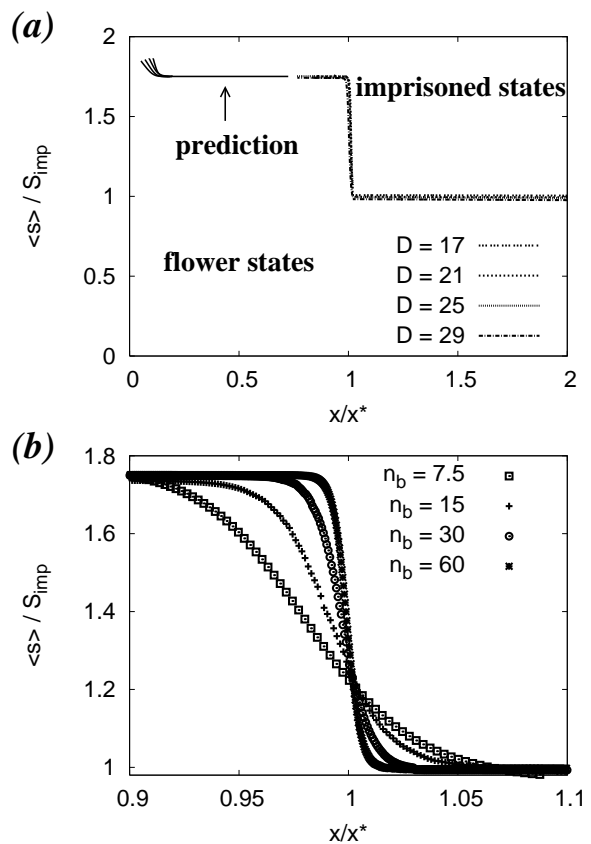 (a)
2
1.5
1
0.5
0
<s> / S_imp
imprisoned states
prediction
flower states
D = 17
D = 21
D = 25
D = 29
0 0.5 1 1.5 2
x/x*
(b)
1.8
1.6
1.4
1.2
1
<s> / S_imp
n_b = 7.5
n_b = 15
n_b = 30
n_b = 60
0.9 0.95 1 1.05 1.1
x/x*